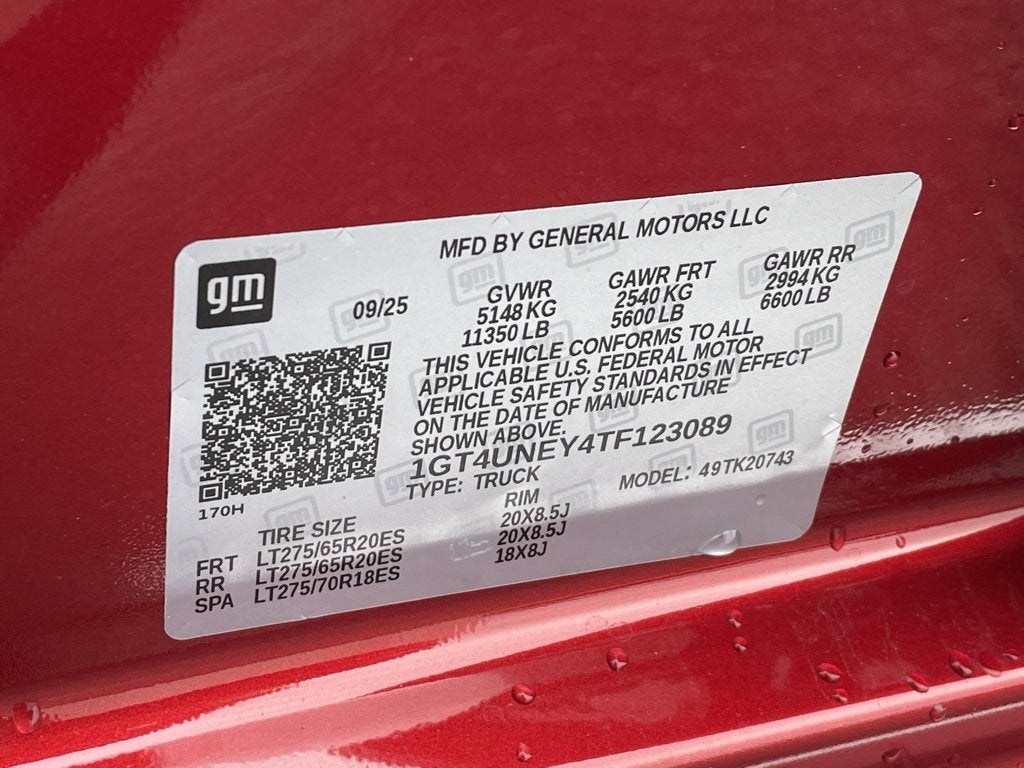 MFD BY GENERAL MOTORS LLC
gm
09/25
GVWR
5148 KG
11350 LB
GAWR FRT
2540 KG
5600 LB
GAWR RR
2994 KG
6600 LB
THIS VEHICLE CONFORMS TO ALL
APPLICABLE U.S. FEDERAL MOTOR
VEHICLE SAFETY STANDARDS IN EFFECT
ON THE DATE OF MANUFACTURE
SHOWN ABOVE.
1GT4UNEY4TF123089
TYPE: TRUCK
MODEL: 49TK20743
170H
TIRE SIZE RIM
FRT LT275/65R20ES 20X8.5J
RR LT275/65R20ES 20X8.5J
SPA LT275/70R18ES 18X8J